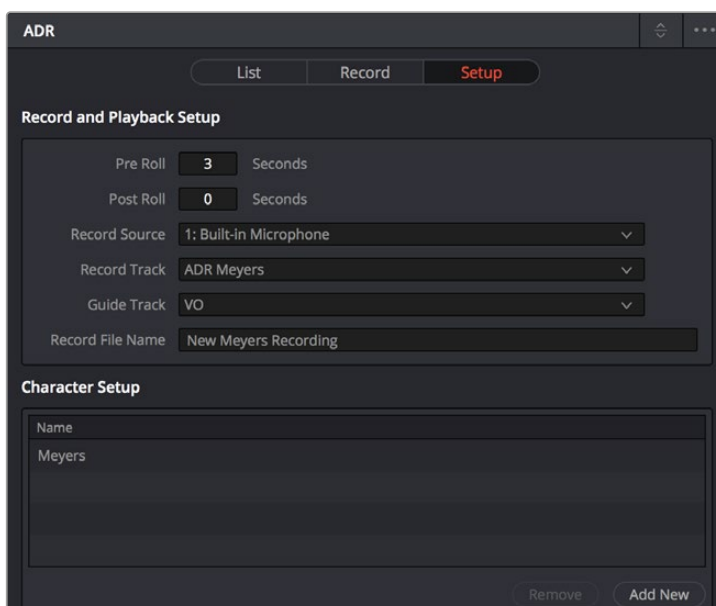 ADR
List Record Setup
Record and Playback Setup
Pre Roll 3 Seconds
Post Roll 0 Seconds
Record Source 1: Built-in Microphone
Record Track ADR Meyers
Guide Track VO
Record File Name New Meyers Recording
Character Setup
Name
Meyers
Remove Add New